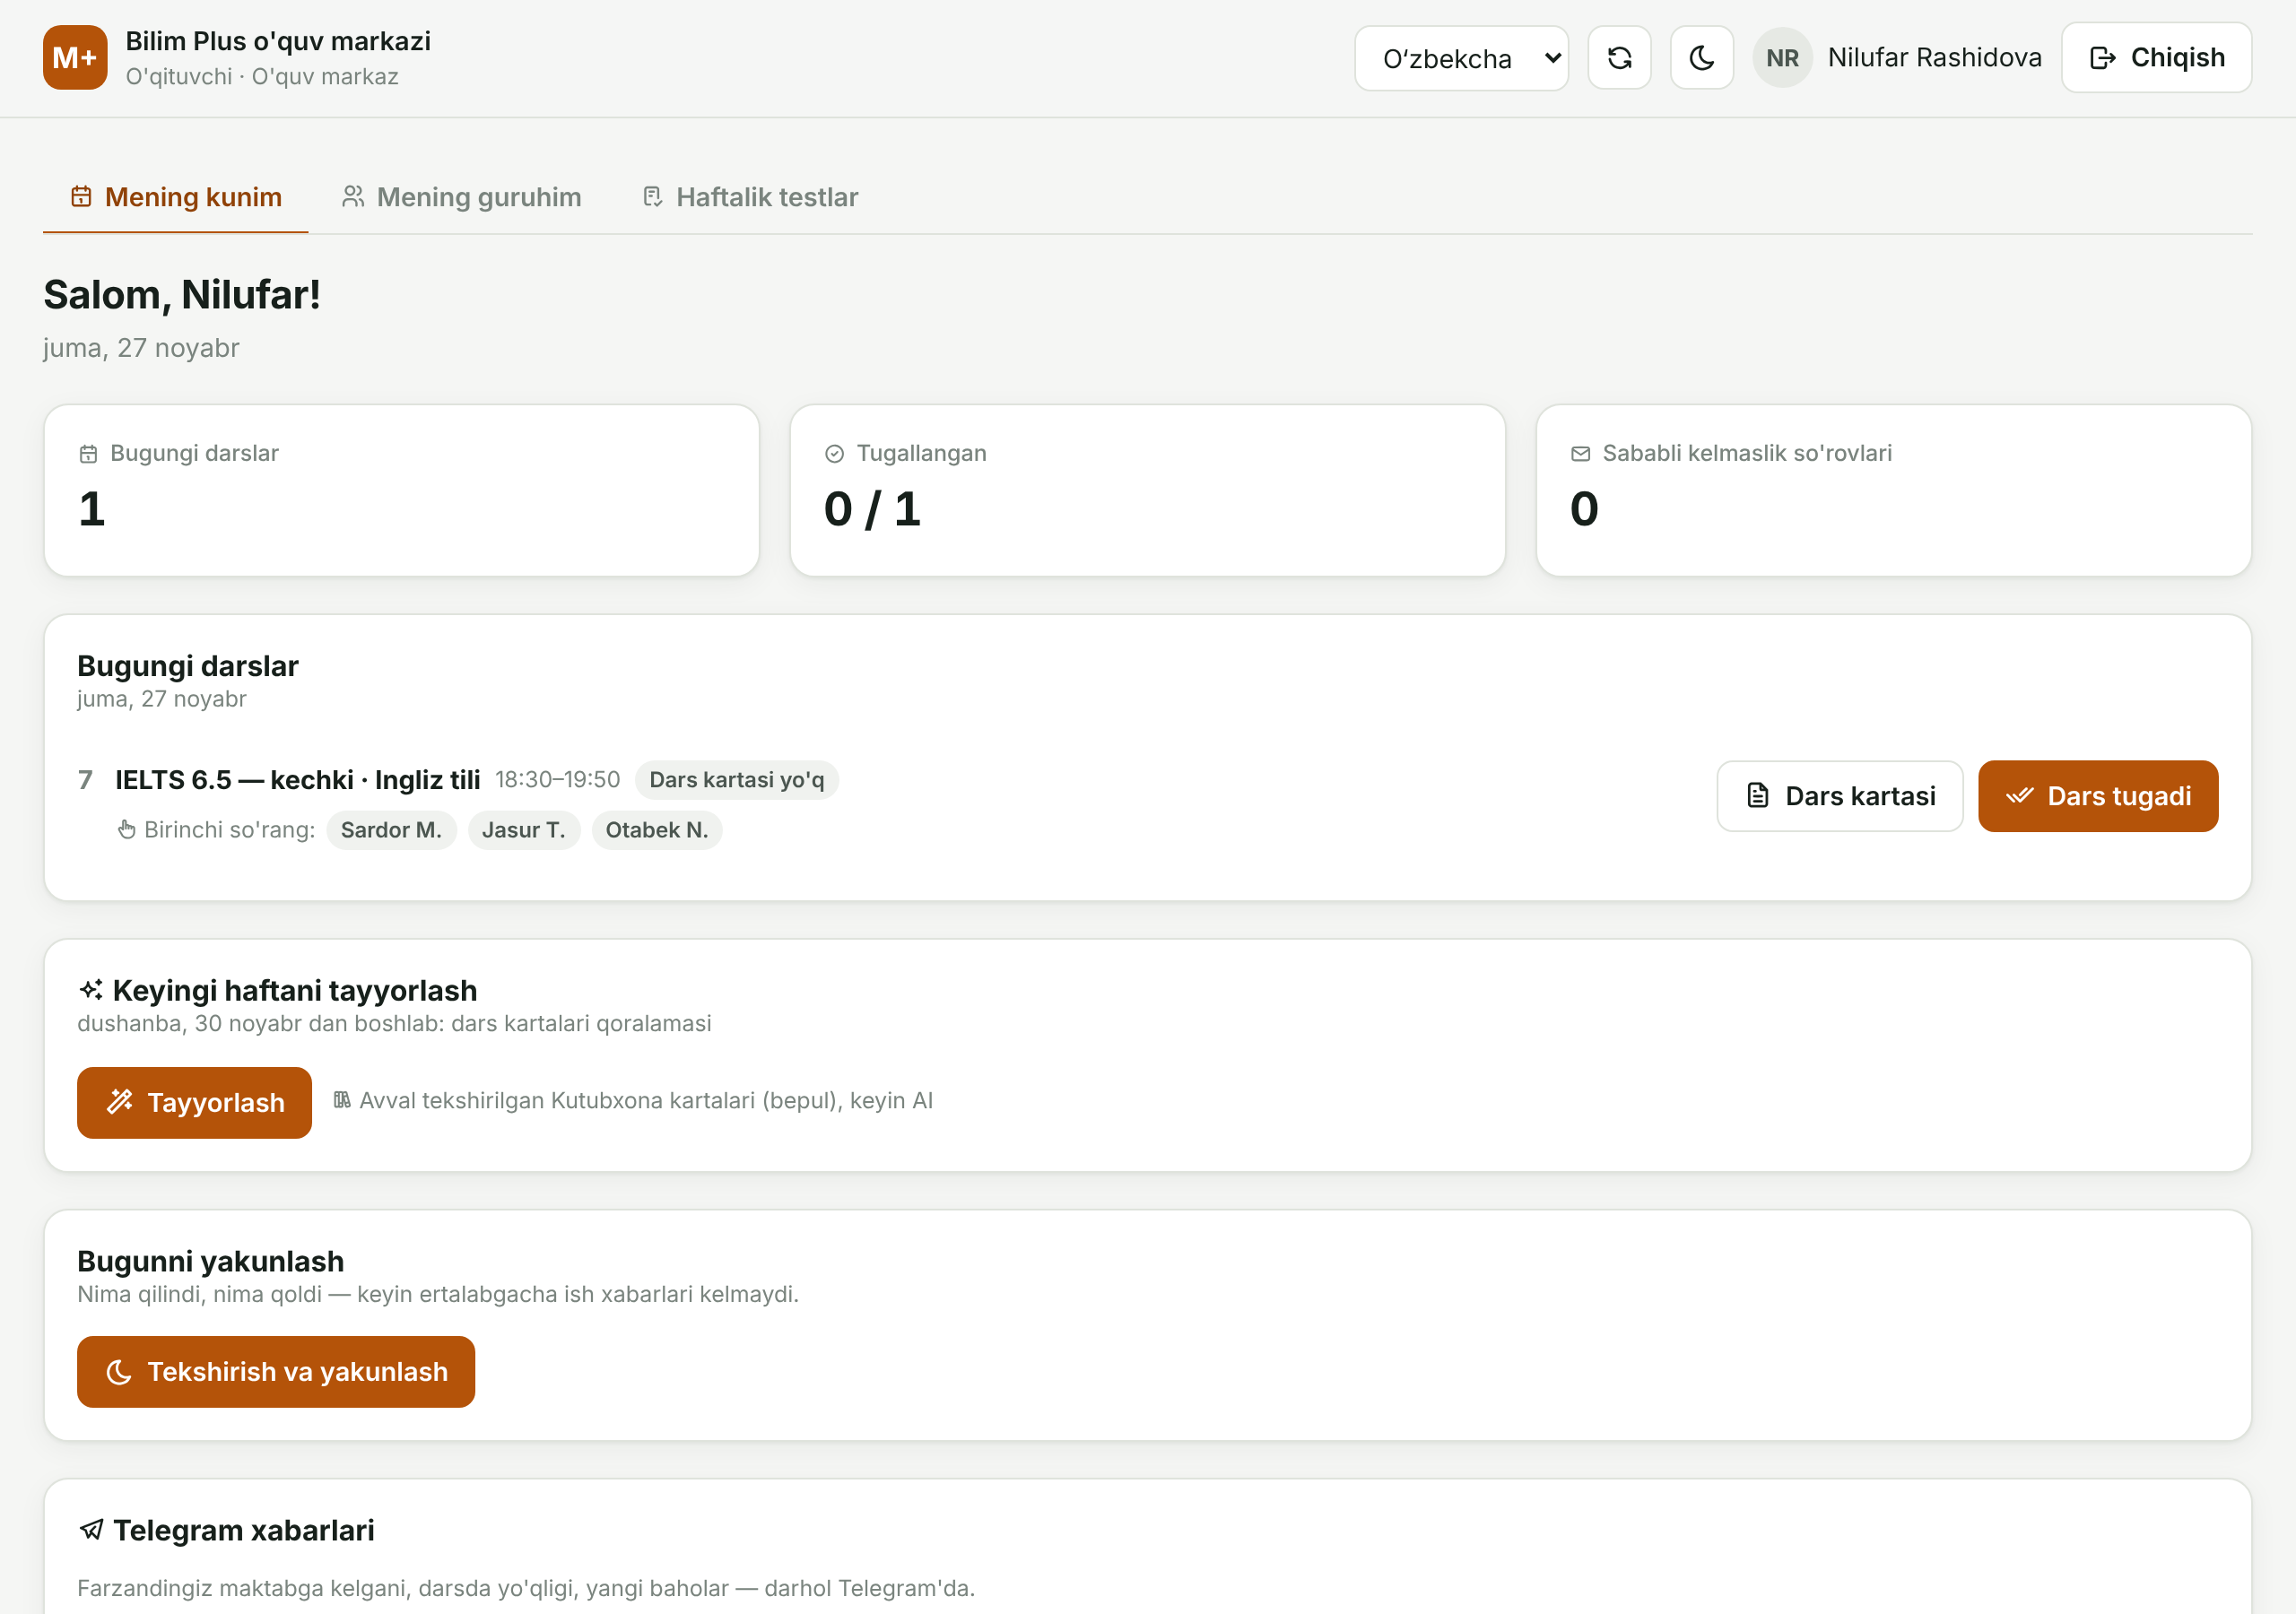 M+
Bilim Plus o'quv markazi
O'qituvchi · O'quv markaz
Oʻzbekcha
NR
Nilufar Rashidova
Chiqish
Mening kunim
Mening guruhim
Haftalik testlar
Salom, Nilufar!
juma, 27 noyabr
Bugungi darslar
1
Tugallangan
0 / 1
Sababli kelmaslik so'rovlari
0
Bugungi darslar
juma, 27 noyabr
7 IELTS 6.5 — kechki · Ingliz tili 18:30–19:50 Dars kartasi yo'q
Birinchi so'rang: Sardor M. Jasur T. Otabek N.
Dars kartasi
Dars tugadi
Keyingi haftani tayyorlash
dushanba, 30 noyabr dan boshlab: dars kartalari qoralamasi
Tayyorlash
Avval tekshirilgan Kutubxona kartalari (bepul), keyin AI
Bugunni yakunlash
Nima qilindi, nima qoldi — keyin ertalabgacha ish xabarlari kelmaydi.
Tekshirish va yakunlash
Telegram xabarlari
Farzandingiz maktabga kelgani, darsda yo'qligi, yangi baholar — darhol Telegram'da.